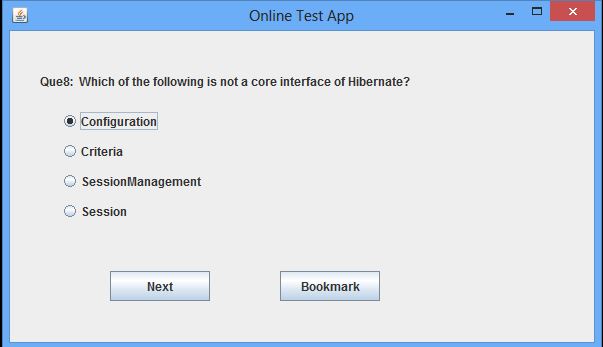 Online Test App
Que8: Which of the following is not a core interface of Hibernate?
Configuration
Criteria
SessionManagement
Session
Next Bookmark